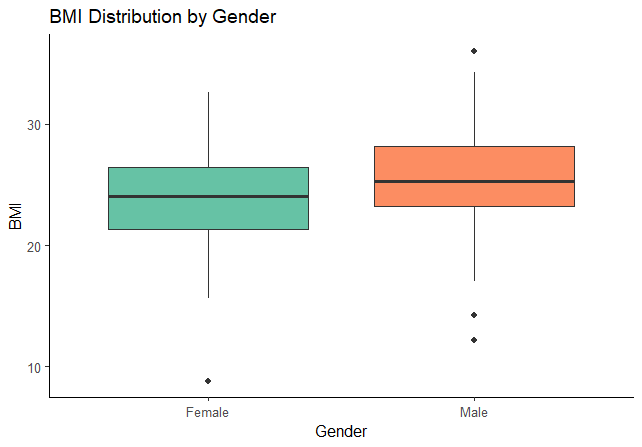 BMI Distribution by Gender
BMI
30
20
10
Female Male
Gender